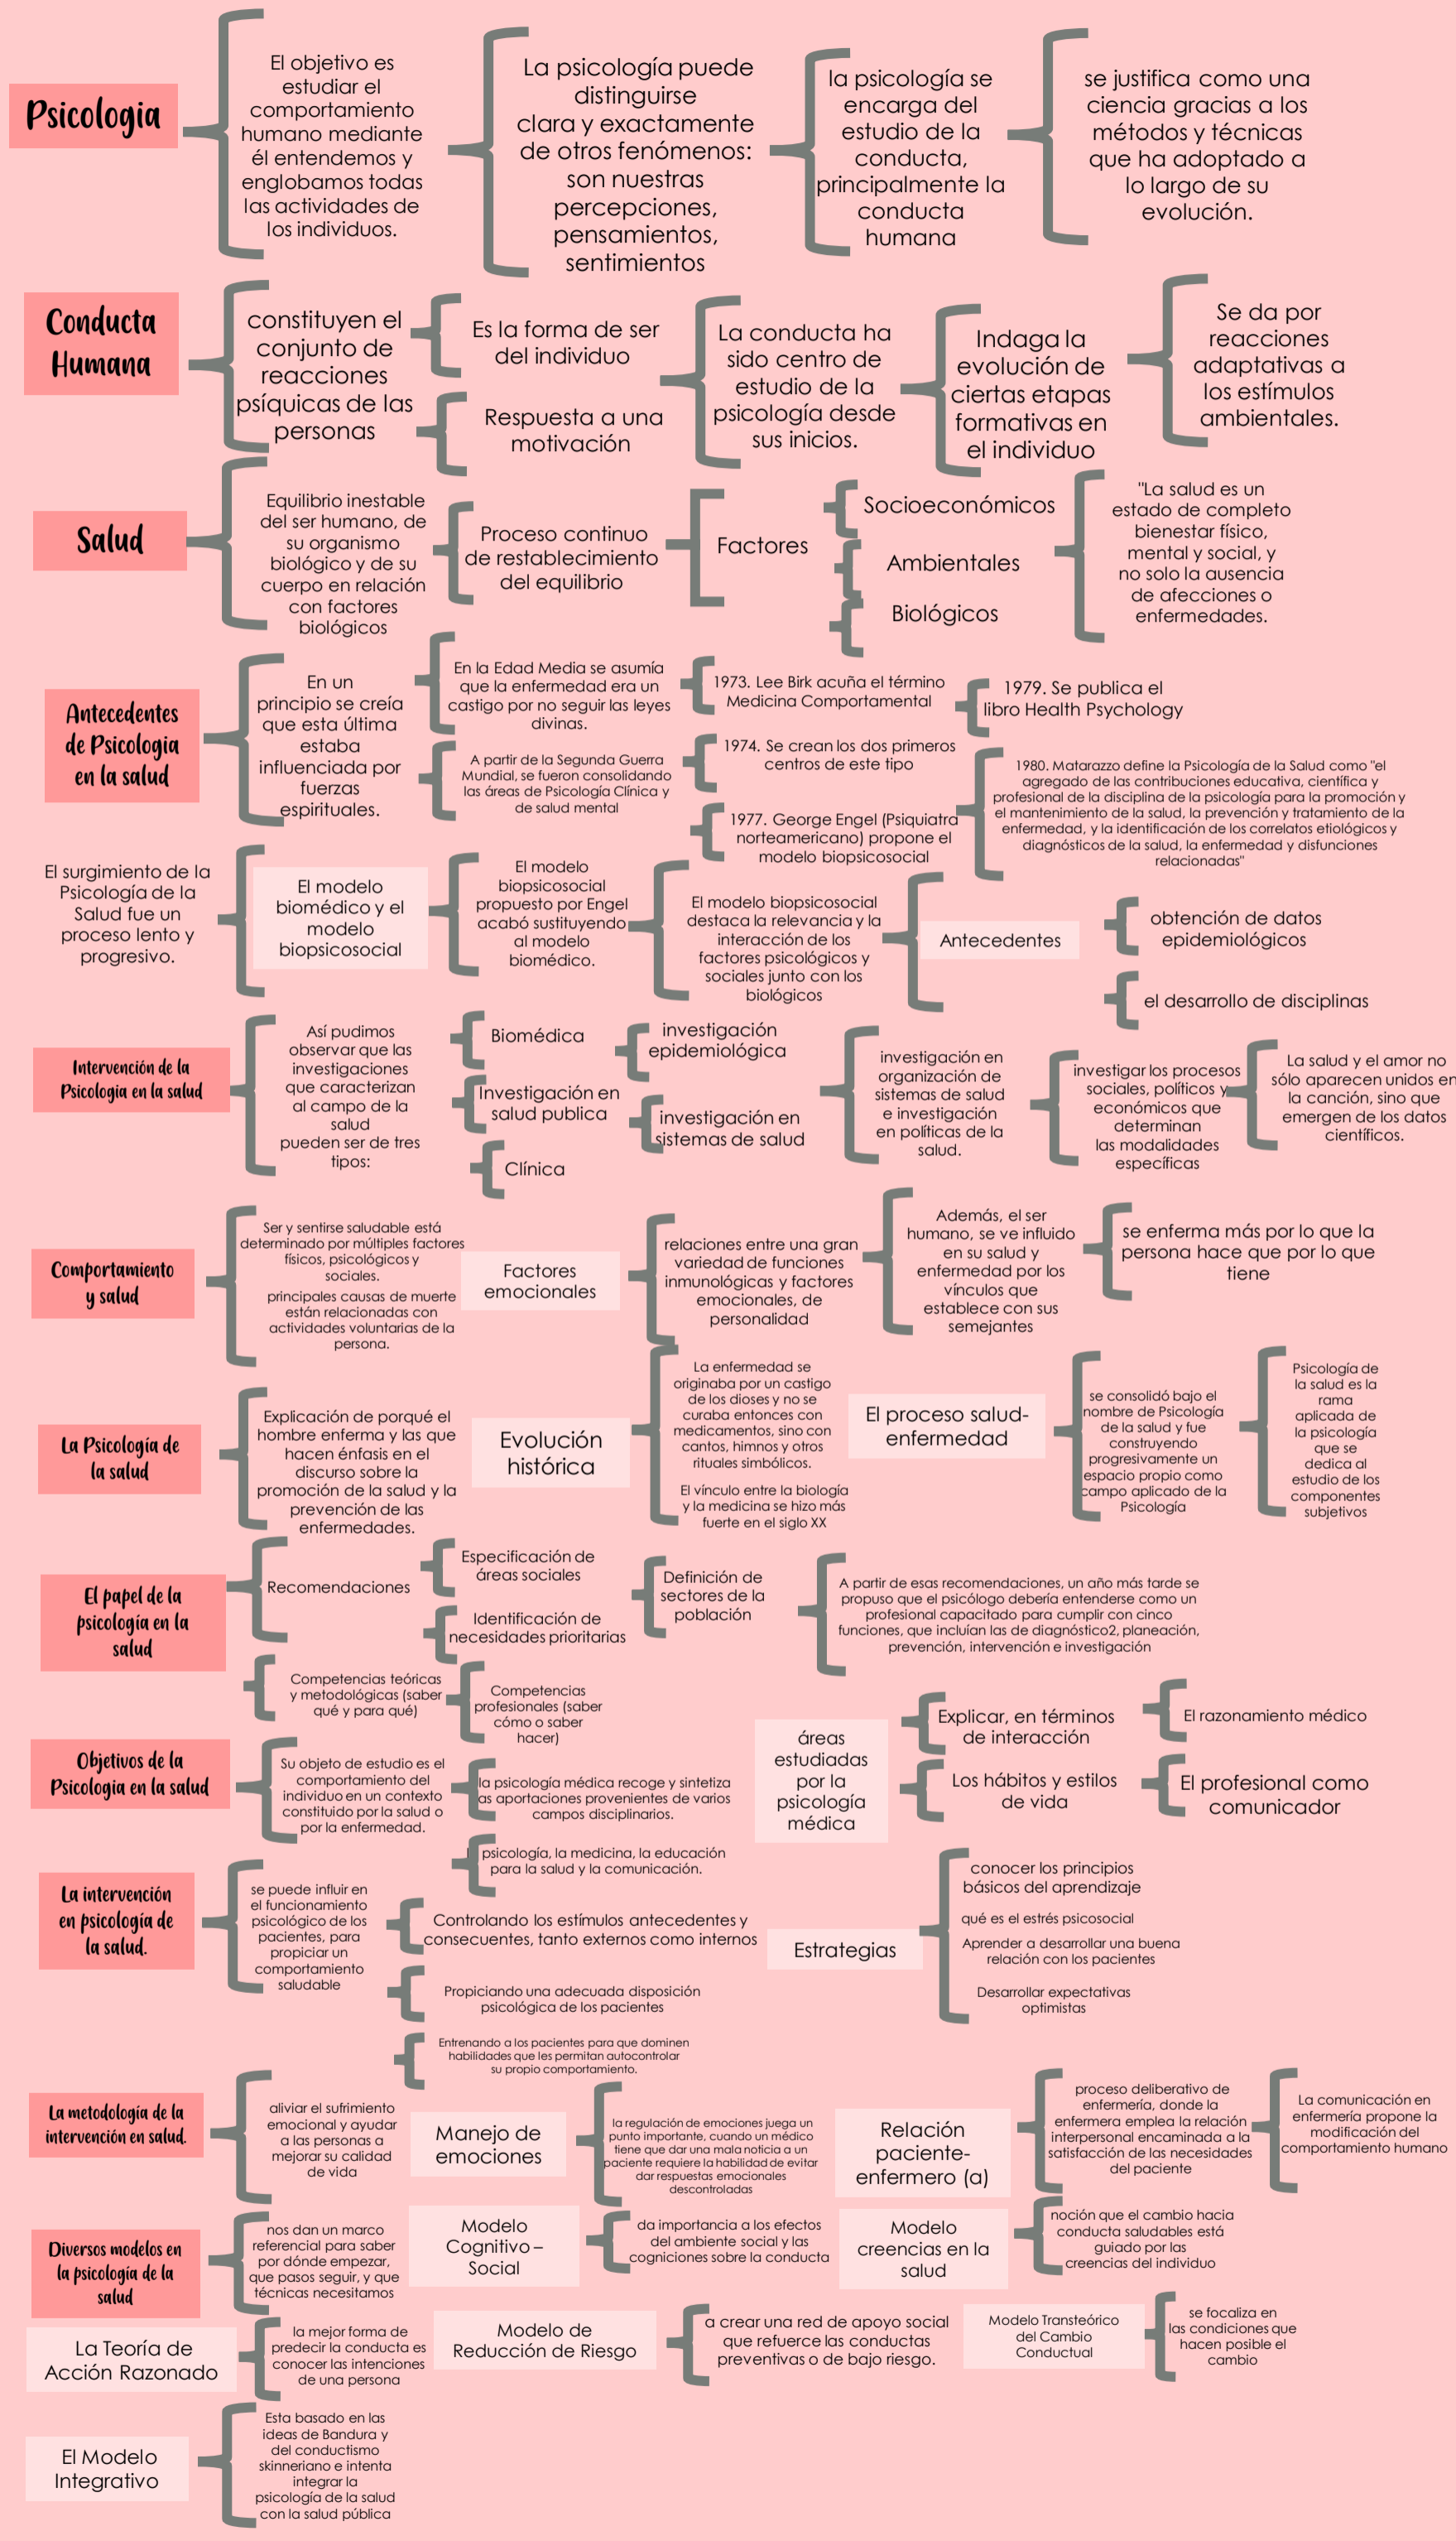 Psicologia
El objetivo es
estudiar el
comportamiento
humano mediante
él entendemos y
englobamos todas
las actividades de
los individuos.
La psicología puede
distinguirse
clara y exactamente
de otros fenómenos:
son nuestras
percepciones,
pensamientos,
sentimientos
la psicología se
encarga del
estudio de la
conducta,
principalmente la
conducta
humana
se justifica como una
ciencia gracias a los
métodos y técnicas
que ha adoptado a
lo largo de su
evolución.
Conducta
Humana
constituyen el
conjunto de
reacciones
psíquicas de las
personas
Es la forma de ser
del individuo
Respuesta a una
motivación
La conducta ha
sido centro de
estudio de la
psicología desde
sus inicios.
Indaga la
evolución de
ciertas etapas
formativas en
el individuo
Se da por
reacciones
adaptativas a
los estímulos
ambientales.
Salud
Equilibrio inestable
del ser humano, de
su organismo
biológico y de su
cuerpo en relación
con factores
biológicos
Proceso continuo
de restablecimiento
del equilibrio
Factores
Socioeconómicos
Ambientales
Biológicos
"La salud es un
estado de completo
bienestar físico,
mental y social, y
no solo la ausencia
de afecciones o
enfermedades.
Antecedentes
de Psicologia
en la salud
En un
principio se creía
que esta última
estaba
influenciada por
fuerzas
espirituales.
En la Edad Media se asumía
que la enfermedad era un
castigo por no seguir las leyes
divinas.
A partir de la Segunda Guerra
Mundial, se fueron consolidando
las áreas de Psicología Clínica y
de salud mental
1973. Lee Birk acuña el término
Medicina Comportamental
1974. Se crean los dos primeros
centros de este tipo
1977. George Engel (Psiquiatra
norteamericano) propone el
modelo biopsicosocial
1979. Se publica el
libro Health Psychology
1980. Matarazzo define la Psicología de la Salud como "el
agregado de las contribuciones educativa, científica y
profesional de la disciplina de la psicología para la promoción y
el mantenimiento de la salud, la prevención y tratamiento de la
enfermedad, y la identificación de los correlatos etiológicos y
diagnósticos de la salud, la enfermedad y disfunciones
relacionadas"
El surgimiento de la
Psicología de la
Salud fue un
proceso lento y
progresivo.
El modelo
biomédico y el
modelo
biopsicosocial
El modelo
biopsicosocial
propuesto por Engel
acabó sustituyendo
al modelo
biomédico.
El modelo biopsicosocial
destaca la relevancia y la
interacción de los
factores psicológicos y
sociales junto con los
biológicos
Antecedentes
obtención de datos
epidemiológicos
el desarrollo de disciplinas
Intervención de la
Psicologia en la salud
Así pudimos
observar que las
investigaciones
que caracterizan
al campo de la
salud
pueden ser de tres
tipos:
Biomédica
Investigación en
salud publica
Clínica
investigación
epidemiológica
investigación en
sistemas de salud
investigación en
organización de
sistemas de salud
e investigación
en políticas de la
salud.
investigar los procesos
sociales, políticos y
económicos que
determinan
las modalidades
específicas
La salud y el amor no
sólo aparecen unidos en
la canción, sino que
emergen de los datos
científicos.
Comportamiento
y salud
Ser y sentirse saludable está
determinado por múltiples factores
físicos, psicológicos y
sociales.
principales causas de muerte
están relacionadas con
actividades voluntarias de la
persona.
Factores
emocionales
relaciones entre una gran
variedad de funciones
inmunológicas y factores
emocionales, de
personalidad
Además, el ser
humano, se ve influido
en su salud y
enfermedad por los
vínculos que
establece con sus
semejantes
se enferma más por lo que la
persona hace que por lo que
tiene
La Psicologia de
la salud
Explicación de porqué el
hombre enferma y las que
hacen énfasis en el
discurso sobre la
promoción de la salud y la
prevención de las
enfermedades.
Evolución
histórica
La enfermedad se
originaba por un castigo
de los dioses y no se
curaba entonces con
medicamentos, sino con
cantos, himnos y otros
rituales simbólicos.
El vínculo entre la biología
y la medicina se hizo más
fuerte en el siglo XX
El proceso salud-
enfermedad
se consolidó bajo el
nombre de Psicología
de la salud y fue
construyendo
progresivamente un
espacio propio como
campo aplicado de la
Psicología
Psicología de
la salud es la
rama
aplicada de
la psicología
que se
dedica al
estudio de los
componentes
subjetivos
El papel de la
psicologia en la
salud
Recomendaciones
Especificación de
áreas sociales
Identificación de
necesidades prioritarias
Definición de
sectores de la
población
A partir de esas recomendaciones, un año más tarde se
propuso que el psicólogo debería entenderse como un
profesional capacitado para cumplir con cinco
funciones, que incluían las de diagnóstico2, planeación,
prevención, intervención e investigación
Competencias teóricas
y metodológicas (saber
qué y para qué)
Competencias
profesionales (saber
cómo o saber
hacer)
Objetivos de la
Psicologia en la salud
Su objeto de estudio es el
comportamiento del
individuo en un contexto
constituido por la salud o
por la enfermedad.
la psicología médica recoge y sintetiza
as aportaciones provenientes de varios
campos disciplinarios.
psicología, la medicina, la educación
para la salud y la comunicación.
áreas
estudiadas
por la
psicología
médica
Explicar, en términos
de interacción
Los hábitos y estilos
de vida
El razonamiento médico
El profesional como
comunicador
La intervención
en psicologia de
la salud.
se puede influir en
el funcionamiento
psicológico de los
pacientes, para
propiciar un
comportamiento
saludable
Controlando los estímulos antecedentes y
consecuentes, tanto externos como internos
Propiciando una adecuada disposición
psicológica de los pacientes
Entrenando a los pacientes para que dominen
habilidades que les permitan autocontrolar
su propio comportamiento.
Estrategias
conocer los principios
básicos del aprendizaje
qué es el estrés psicosocial
Aprender a desarrollar una buena
relación con los pacientes
Desarrollar expectativas
optimistas
La metodologia de la
intervención en salud.
aliviar el sufrimiento
emocional y ayudar
a las personas a
mejorar su calidad
de vida
Manejo de
emociones
la regulación de emociones juega un
punto importante, cuando un médico
tiene que dar una mala noticia a un
paciente requiere la habilidad de evitar
dar respuestas emocionales
descontroladas
Relación
paciente-
enfermero (a)
proceso deliberativo de
enfermería, donde la
enfermera emplea la relación
interpersonal encaminada a la
satisfacción de las necesidades
del paciente
La comunicación en
enfermería propone la
modificación del
comportamiento humano
Diversos modelos en
la psicologia de la
salud
nos dan un marco
referencial para saber
por dónde empezar,
que pasos seguir, y que
técnicas necesitamos
Modelo
Cognitivo –
Social
da importancia a los efectos
del ambiente social y las
cogniciones sobre la conducta
Modelo
creencias en la
salud
noción que el cambio hacia
conducta saludables está
guiado por las
creencias del individuo
La Teoría de
Acción Razonado
la mejor forma de
predecir la conducta es
conocer las intenciones
de una persona
Modelo de
Reducción de Riesgo
a crear una red de apoyo social
que refuerce las conductas
preventivas o de bajo riesgo.
Modelo Transteórico
del Cambio
Conductual
se focaliza en
las condiciones que
hacen posible el
cambio
El Modelo
Integrativo
Esta basado en las
ideas de Bandura y
del conductismo
skinneriano e intenta
integrar la
psicología de la salud
con la salud pública